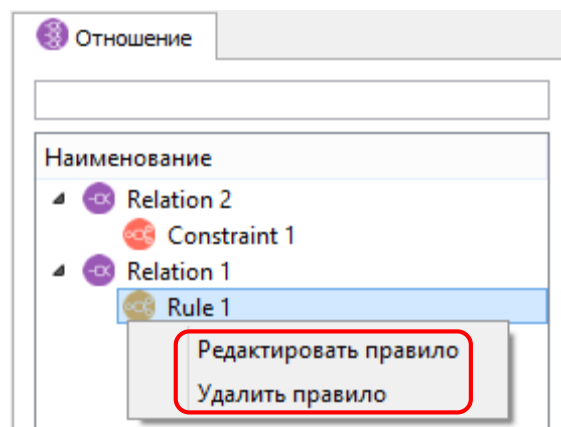 Отношение
Наименование
Relation 2
Constraint 1
Relation 1
Rule 1
Редактировать правило
Удалить правило